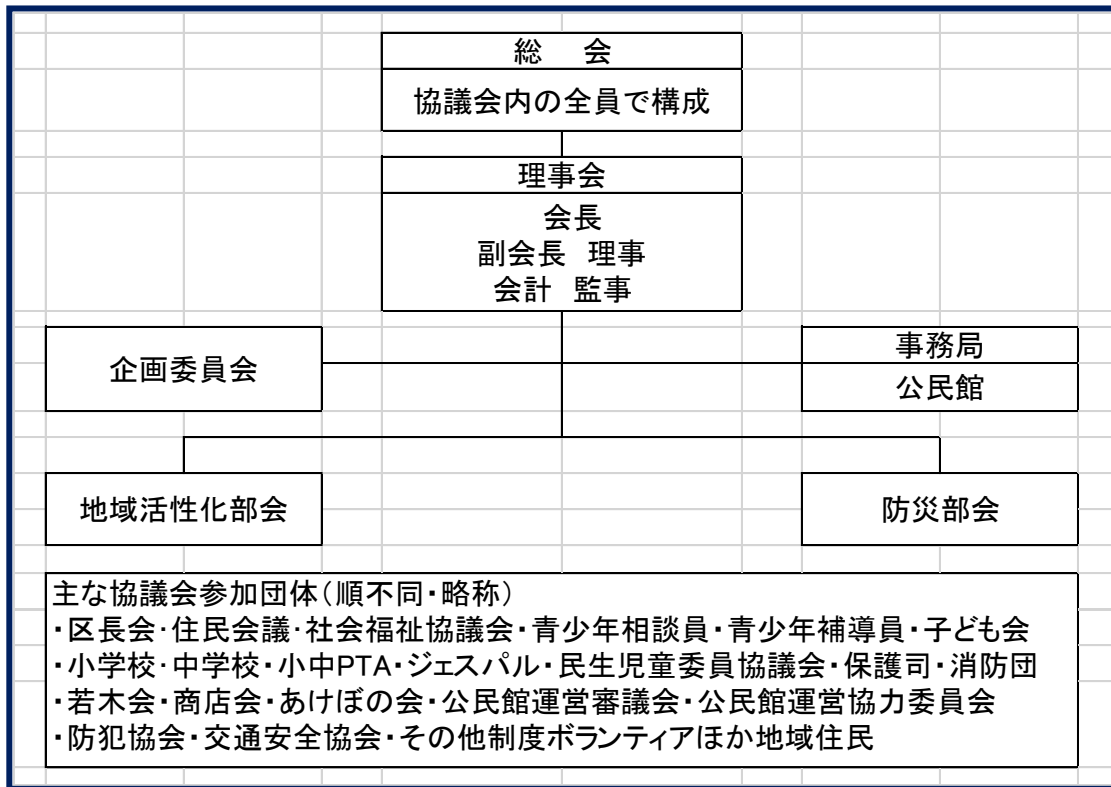 総　会
協議会内の全員で構成
理事会
会長
副会長　理事
会計　監事
企画委員会
事務局
公民館
地域活性化部会
防災部会
主な協議会参加団体（順不同・略称）
・区長会・住民会議・社会福祉協議会・青少年相談員・青少年補導員・子ども会
・小学校・中学校・小中PTA・ジェスパル・民生児童委員協議会・保護司・消防団
・若木会・商店会・あけぼの会・公民館運営審議会・公民館運営協力委員会
・防犯協会・交通安全協会・その他制度ボランティアほか地域住民